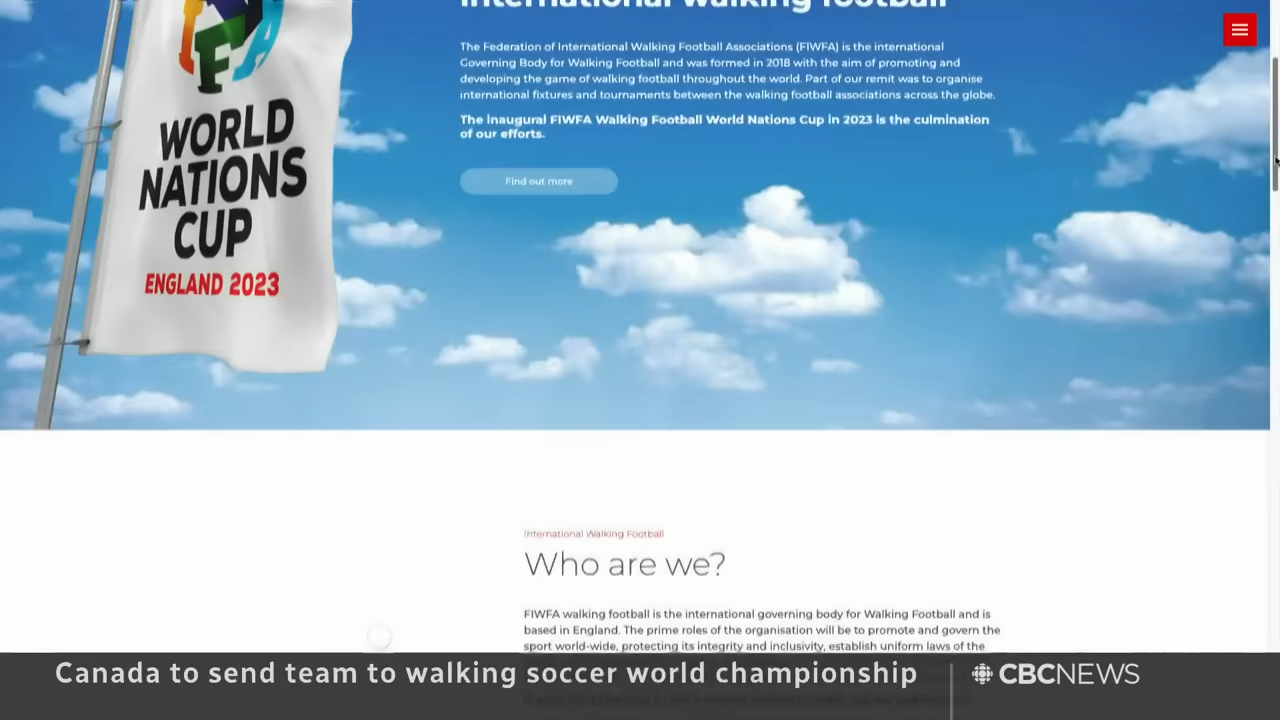 international walking football
The Federation of International Walking Football Associations (FIWFA) is the international
Governing Body for Walking Football and was formed in 2018 with the aim of promoting and
developing the game of walking football throughout the world. Part of our remit was to organise
international fixtures and tournaments between the walking football associations across the globe.
The inaugural FIWFA Walking Football World Nations Cup in 2023 is the culmination
of our efforts.
Find out more
WORLD
NATIONS
CUP
ENGLAND 2023
International Walking Football
Who are we?
FIWFA walking football is the international governing body for Walking Football and is
based in England. The prime roles of the organisation will be to promote and govern the
sport world-wide, protecting its integrity and inclusivity, establish uniform laws of the
Canada to send team to walking soccer world championship
CBCNEWS